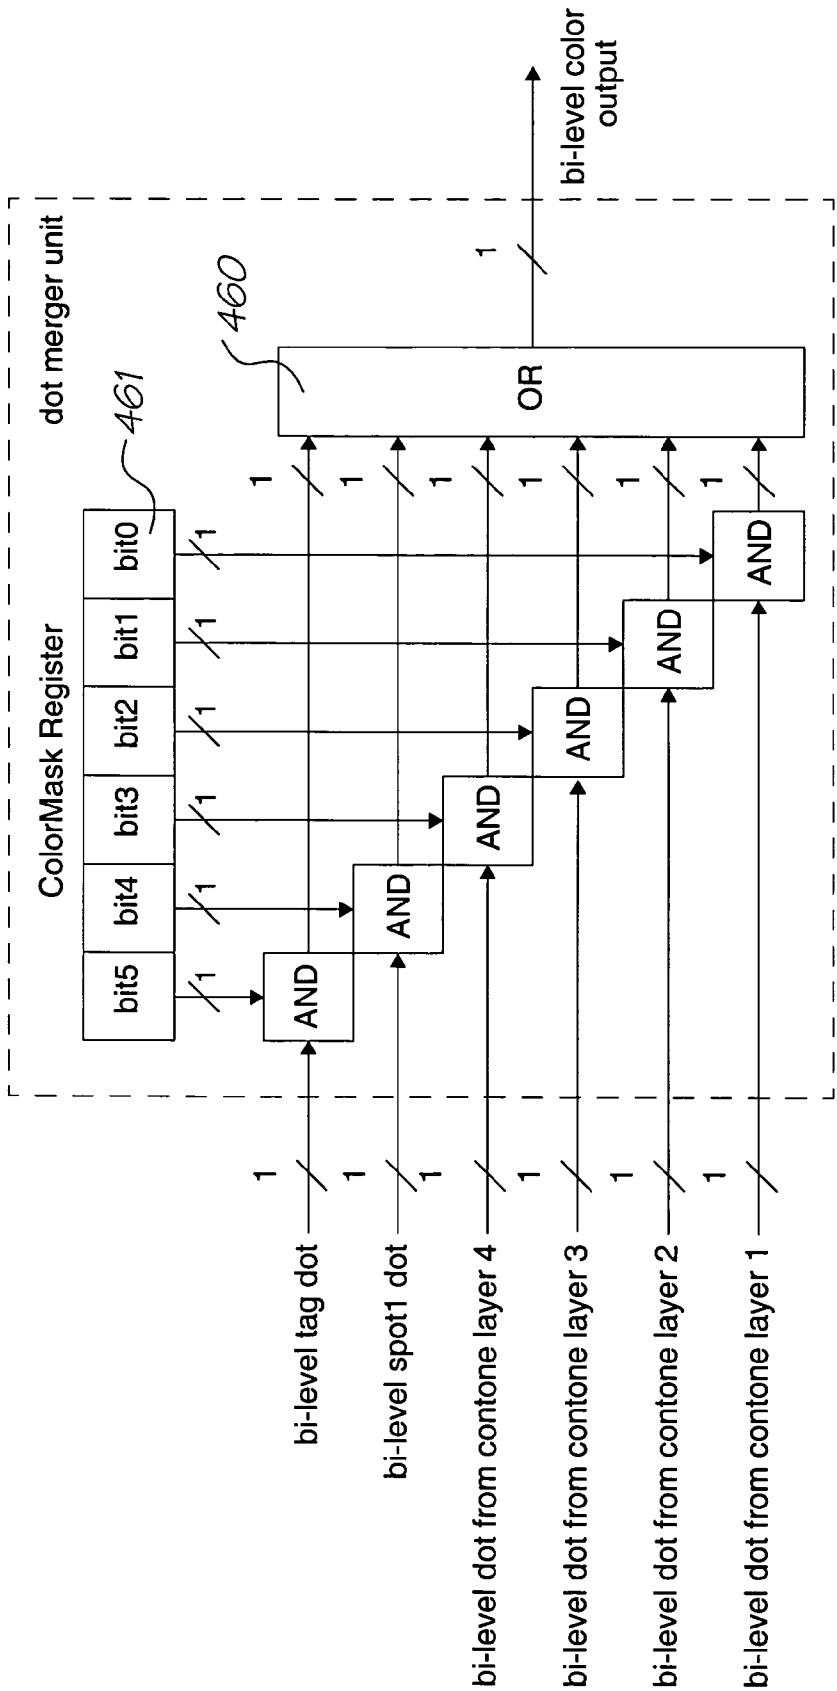 dot merger unit
ColorMask Register
bit5
bit4
bit3
bit2
bit1
bit0
461
1
1
1
1
1
1
460
bi-level tag dot
1
AND
1
bi-level spot1 dot
1
AND
1
bi-level dot from contone layer 4
1
AND
1
bi-level dot from contone layer 3
1
AND
1
bi-level dot from contone layer 2
1
AND
1
bi-level dot from contone layer 1
1
AND
1
OR
1
bi-level color
output